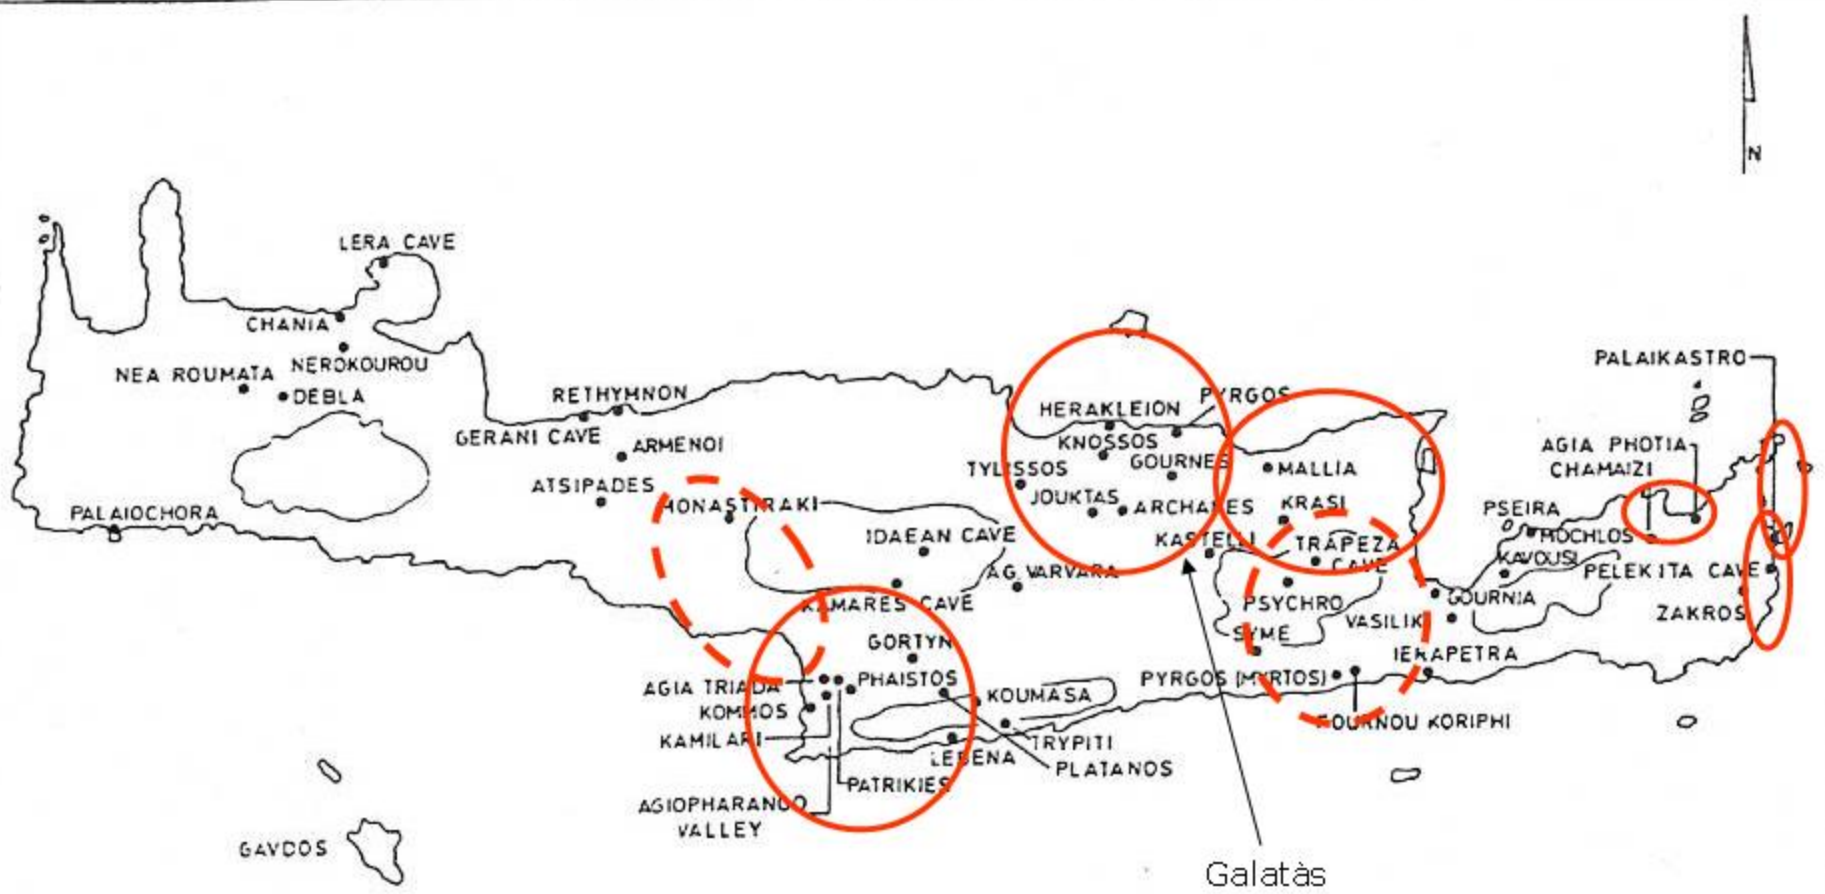 N
LERA CAVE
CHANIA
NEROKOUROU
NEA ROUMATA
DEBLA
RETHYMNON
GERANI CAVE
ARMENOI
ATSIPADES
PALAIOCHORA
MONASTIRAKI
IDAEAN CAVE
KAMARES CAVE
AG. VARVARA
HERAKLEION
PYRGOS
KNOSSOS
GOURNES
TYLISSOS
JOUKTAS
ARCHANES
KASTELLI
MALLIA
KRASI
TRAPEZA
CAVE
PSYCHRO
SYME
VASILIKI
GOURNIA
IERAPETRA
PYRGOS (MYRTOS)
FOURNOU KORIPHI
PALAIKASTRO
AGIA PHOTIA
CHAMAIZI
PSEIRA
MOCHLOS
KAVOUSI
PELEKITA CAVE
ZAKROS
GORTYN
PHAISTOS
AGIA TRIADA
KOMMOS
KAMILARI
KOUMASA
LEBENA
TRYPITI
PLATANOS
PATRIKIES
AGIOPHARANGO
VALLEY
GAVDOS
Galatàs